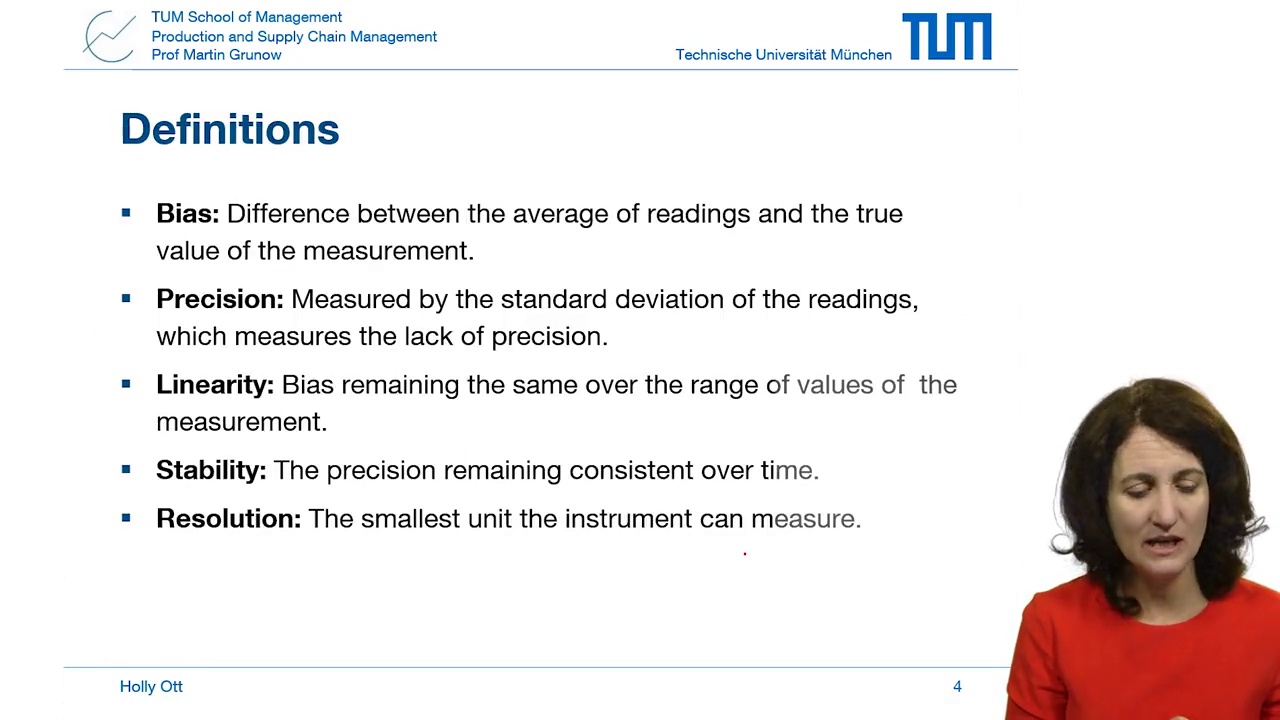 TUM School of Management
Production and Supply Chain Management
Prof Martin Grunow
Technische Universität München
TUM
Definitions
▪ Bias: Difference between the average of readings and the true
value of the measurement.
▪ Precision: Measured by the standard deviation of the readings,
which measures the lack of precision.
▪ Linearity: Bias remaining the same over the range of values of the
measurement.
▪ Stability: The precision remaining consistent over time.
▪ Resolution: The smallest unit the instrument can measure.
Holly Ott
4